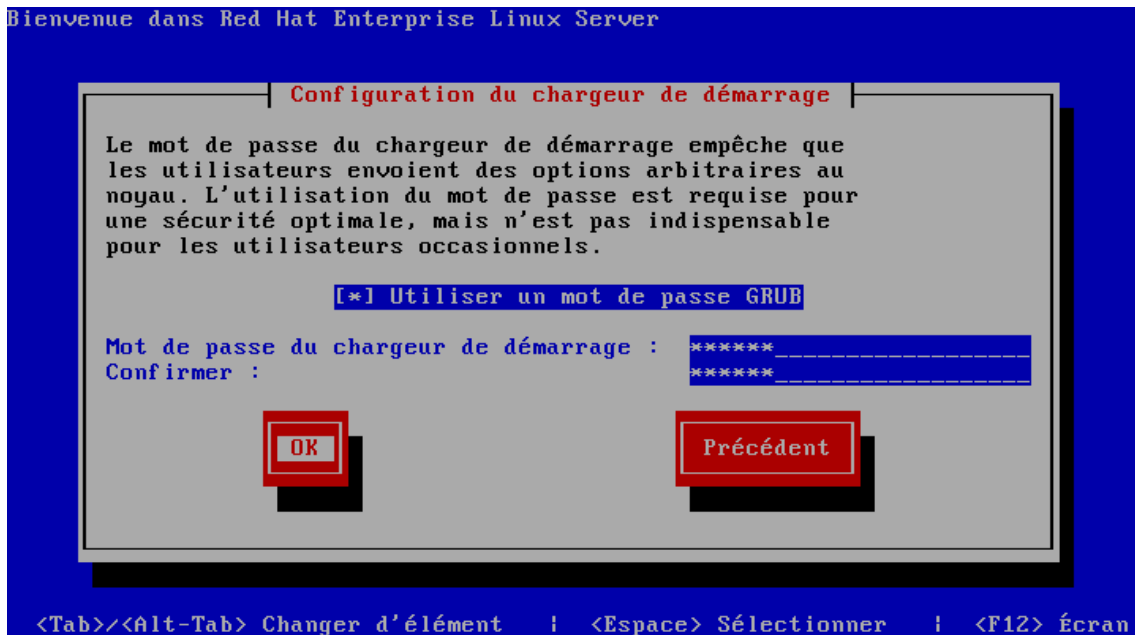 Bienvenue dans Red Hat Enterprise Linux Server
Configuration du chargeur de démarrage
Le mot de passe du chargeur de démarrage empêche que
les utilisateurs envoient des options arbitraires au
noyau. L'utilisation du mot de passe est requise pour
une sécurité optimale, mais n'est pas indispensable
pour les utilisateurs occasionnels.
[*] Utiliser un mot de passe GRUB
Mot de passe du chargeur de démarrage : ******____________________
Confirmer : ******____________________
OK Précédent
<Tab>/<Alt-Tab> Changer d'élément | <Espace> Sélectionner | <F12> Écran